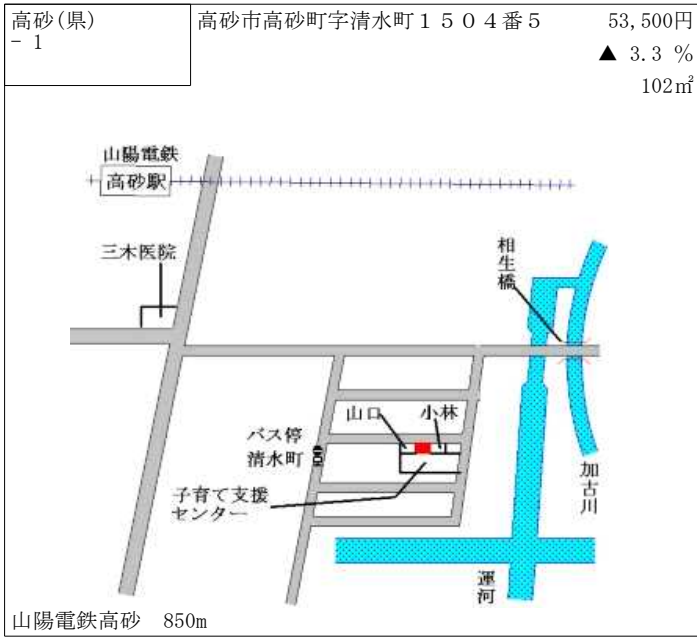 高砂(県)
- 1
高砂市高砂町字清水町１５０４番５
53,500円
▲ 3.3 %
102㎡
山陽電鉄
高砂駅
三木医院
相生橋
山口
小林
バス停
清水町
子育て支援
センター
加古川
運河
山陽電鉄高砂　850m